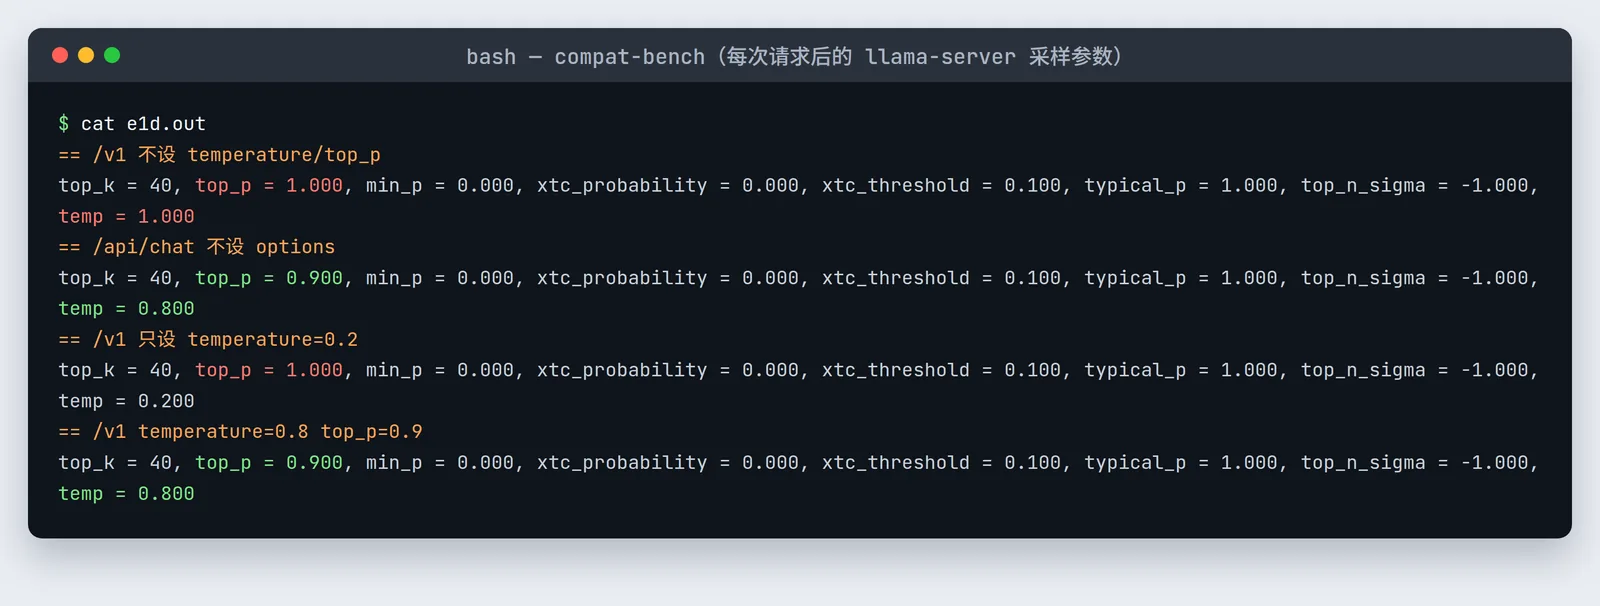 bash — compat-bench（每次请求后的 llama-server 采样参数）
$ cat e1d.out
== /v1 不设 temperature/top_p
top_k = 40, top_p = 1.000, min_p = 0.000, xtc_probability = 0.000, xtc_threshold = 0.100, typical_p = 1.000, top_n_sigma = -1.000,
temp = 1.000
== /api/chat 不设 options
top_k = 40, top_p = 0.900, min_p = 0.000, xtc_probability = 0.000, xtc_threshold = 0.100, typical_p = 1.000, top_n_sigma = -1.000,
temp = 0.800
== /v1 只设 temperature=0.2
top_k = 40, top_p = 1.000, min_p = 0.000, xtc_probability = 0.000, xtc_threshold = 0.100, typical_p = 1.000, top_n_sigma = -1.000,
temp = 0.200
== /v1 temperature=0.8 top_p=0.9
top_k = 40, top_p = 0.900, min_p = 0.000, xtc_probability = 0.000, xtc_threshold = 0.100, typical_p = 1.000, top_n_sigma = -1.000,
temp = 0.800